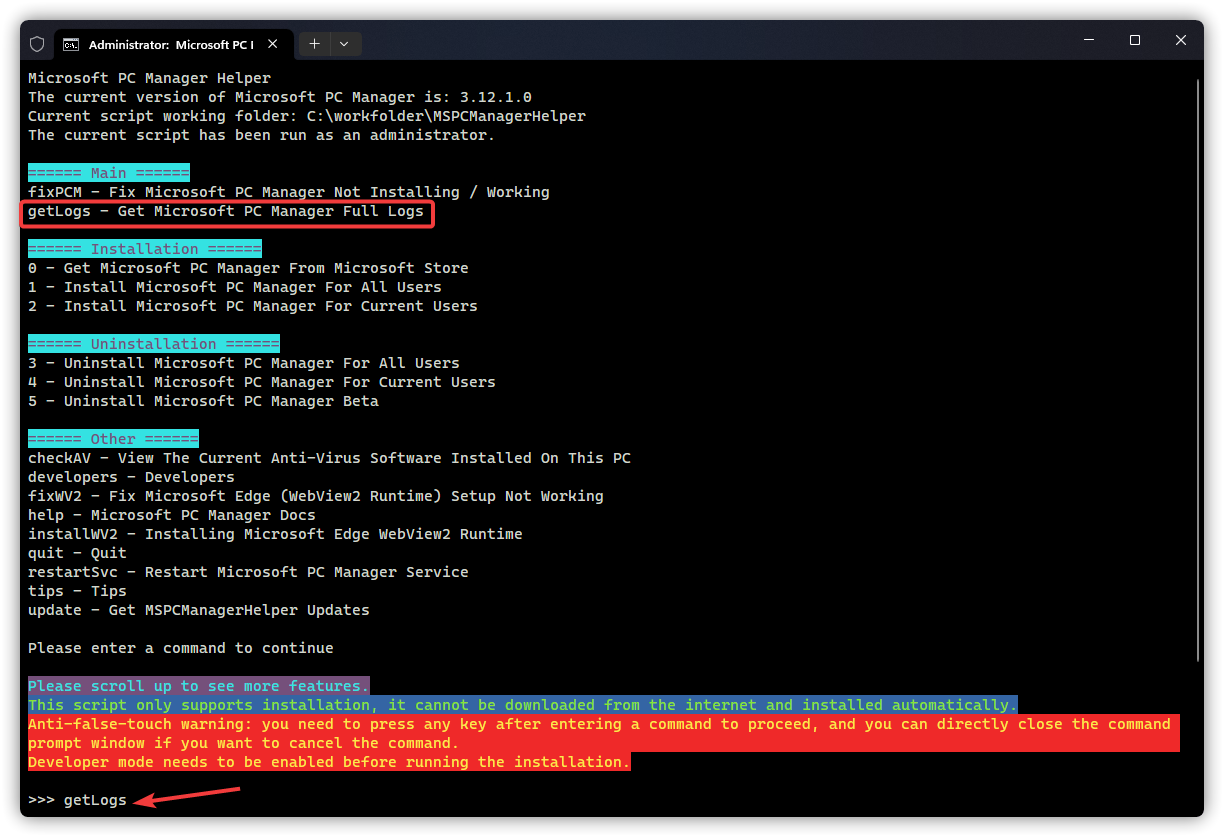 Administrator: Microsoft PC
Microsoft PC Manager Helper
The current version of Microsoft PC Manager is: 3.12.1.0
Current script working folder: C:\workfolder\MSPCManagerHelper
The current script has been run as an administrator.
====== Main ======
fixPCM - Fix Microsoft PC Manager Not Installing / Working
getLogs - Get Microsoft PC Manager Full Logs
====== Installation ======
0 - Get Microsoft PC Manager From Microsoft Store
1 - Install Microsoft PC Manager For All Users
2 - Install Microsoft PC Manager For Current Users
====== Uninstallation ======
3 - Uninstall Microsoft PC Manager For All Users
4 - Uninstall Microsoft PC Manager For Current Users
5 - Uninstall Microsoft PC Manager Beta
====== Other ======
checkAV - View The Current Anti-Virus Software Installed On This PC
developers - Developers
fixWV2 - Fix Microsoft Edge (WebView2 Runtime) Setup Not Working
help - Microsoft PC Manager Docs
installWV2 - Installing Microsoft Edge WebView2 Runtime
quit - Quit
restartSvc - Restart Microsoft PC Manager Service
tips - Tips
update - Get MSPCManagerHelper Updates
Please enter a command to continue
Please scroll up to see more features.
This script only supports installation, it cannot be downloaded from the internet and installed automatically.
Anti-false-touch warning: you need to press any key after entering a command to proceed, and you can directly close the command
prompt window if you want to cancel the command.
Developer mode needs to be enabled before running the installation.
>>> getLogs